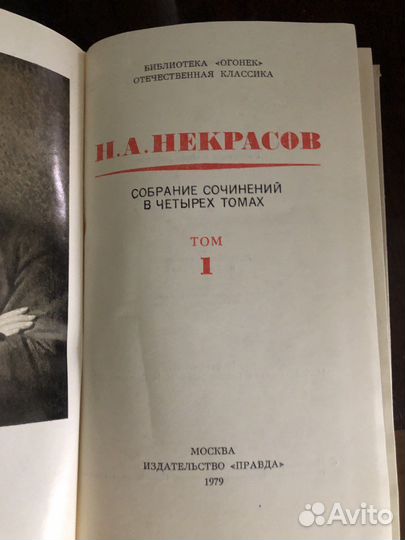 БИБЛИОТЕКА «ОГОНЕК»
ОТЕЧЕСТВЕННАЯ КЛАССИКА
Н.А.НЕКРАСОВ
СОБРАНИЕ СОЧИНЕНИЙ
В ЧЕТЫРЕХ ТОМАХ
ТОМ
1
МОСКВА
ИЗДАТЕЛЬСТВО «ПРАВДА»
1979
Avito